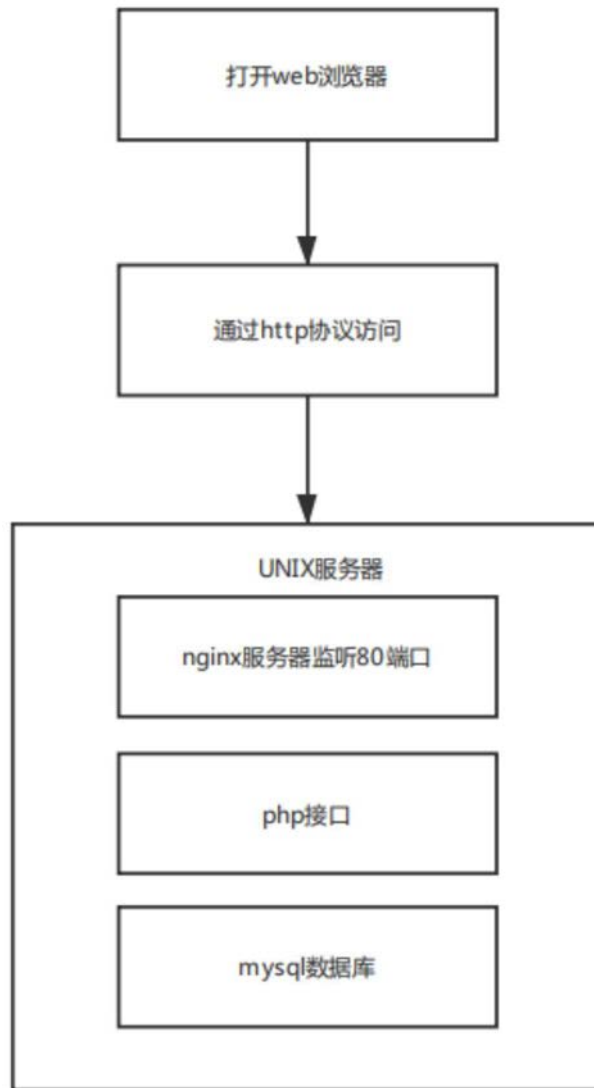 打开web浏览器
通过http协议访问
UNIX服务器
nginx服务器监听80端口
php接口
mysql数据库